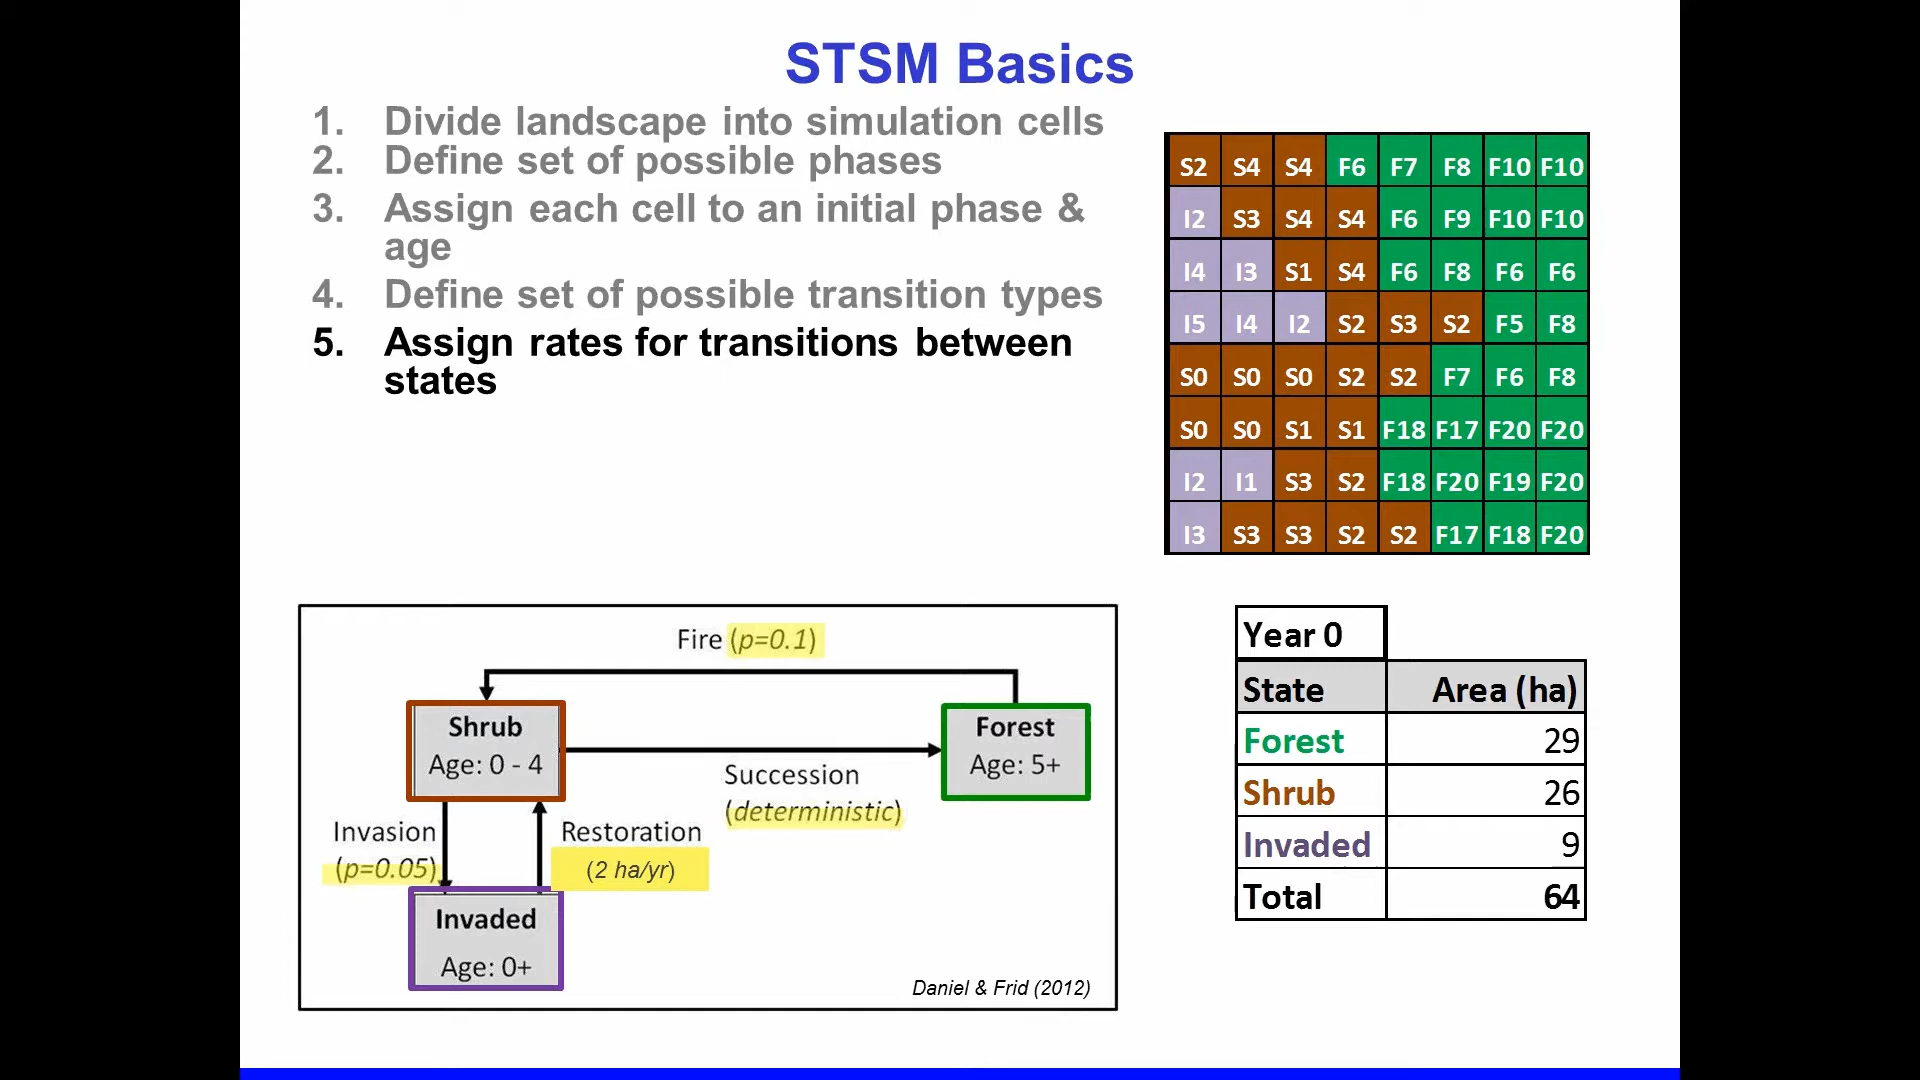 STSM Basics
1. Divide landscape into simulation cells
2. Define set of possible phases
3. Assign each cell to an initial phase &
age
4. Define set of possible transition types
5. Assign rates for transitions between
states
S2 S4 S4 F6 F7 F8 F10 F10
I2 S3 S4 S4 F6 F9 F10 F10
I4 I3 S1 S4 F6 F8 F6 F6
I5 I4 I2 S2 S3 S2 F5 F8
S0 S0 S0 S2 S2 F7 F6 F8
S0 S0 S1 S1 F18 F17 F20 F20
I2 I1 S3 S2 F18 F20 F19 F20
I3 S3 S3 S2 S2 F17 F18 F20
Fire (p=0.1)
Shrub
Age: 0 - 4
Forest
Age: 5+
Succession
(deterministic)
Invasion
(p=0.05)
Restoration
(2 ha/yr)
Invaded
Age: 0+
Daniel & Frid (2012)
Year 0
State Area (ha)
Forest 29
Shrub 26
Invaded 9
Total 64